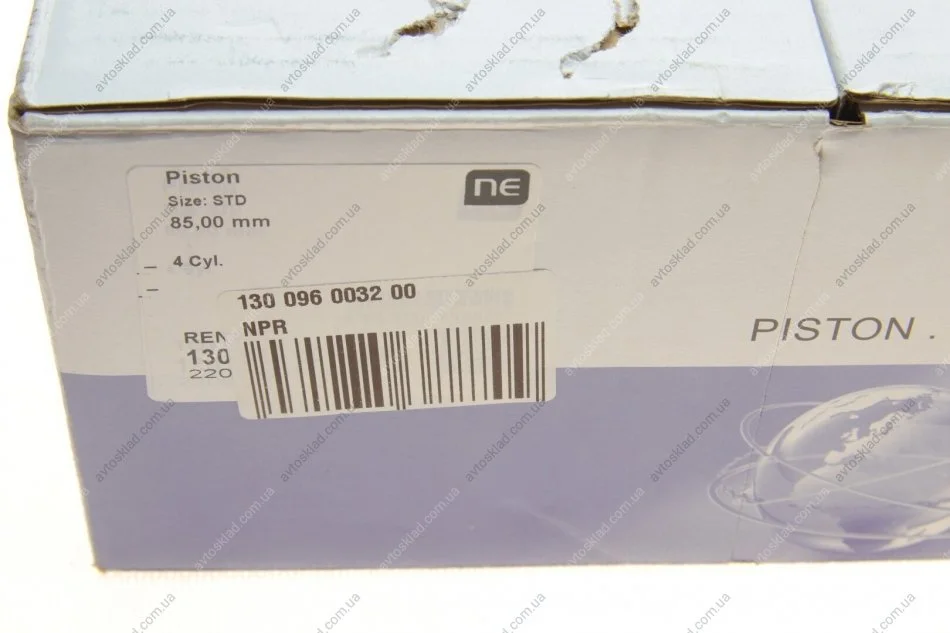 Piston
Size: STD
85,00 mm
4 Cyl.
NE
130 096 0032 00
NPR
REN
130
220
PISTON .
avtosklad.com.ua